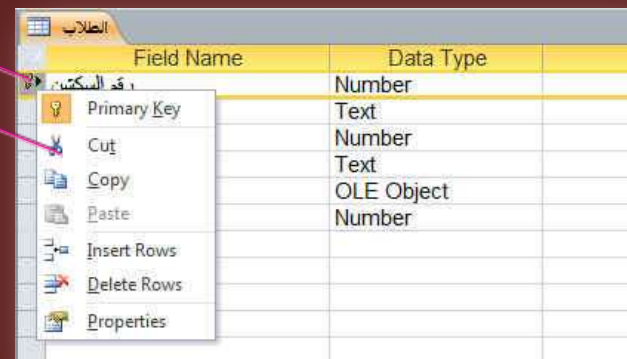 الطلاب
Field Name Data Type
رقم السكشن Number
Primary Key Text
Cut Number
Copy Text
Paste OLE Object
Insert Rows Number
Delete Rows
Properties